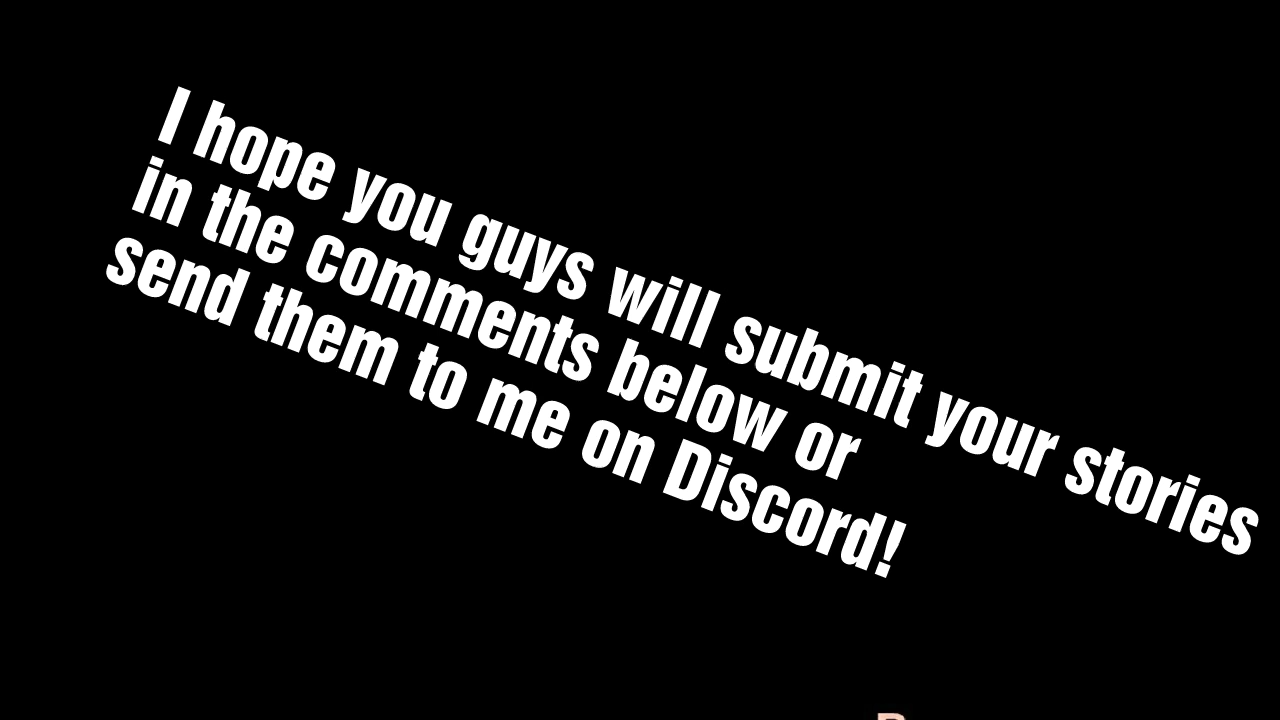 I hope you guys will submit your stories
in the comments below or
send them to me on Discord!